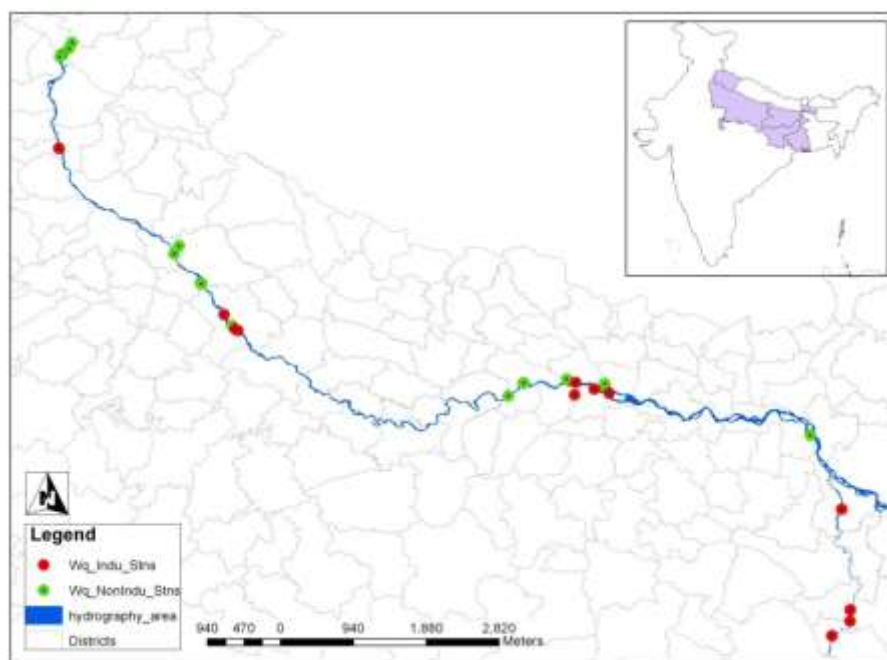 N
Legend
Wq_Indu_Stns
Wq_NonIndu_Stns
hydrography_area
Districts
940 470 0 940 1,880 2,820
Meters